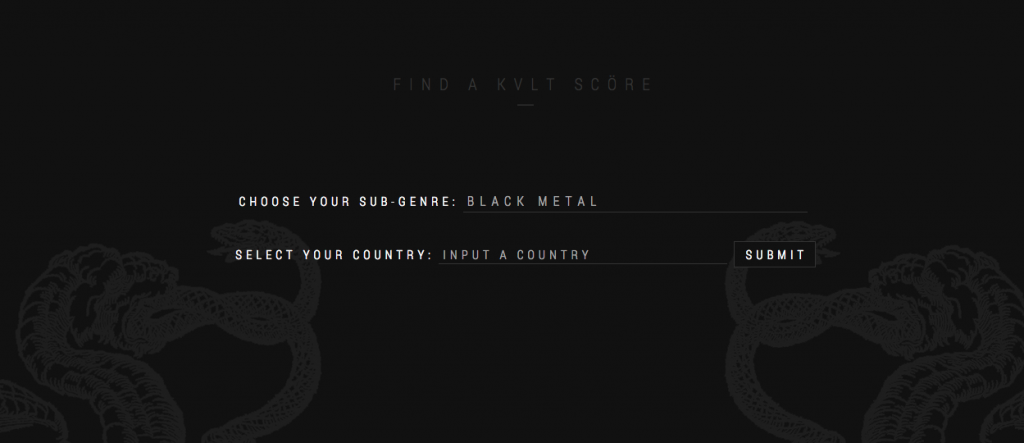 FIND A KVLT SCÖRE
CHOOSE YOUR SUB-GENRE: BLACK METAL
SELECT YOUR COUNTRY: INPUT A COUNTRY SUBMIT